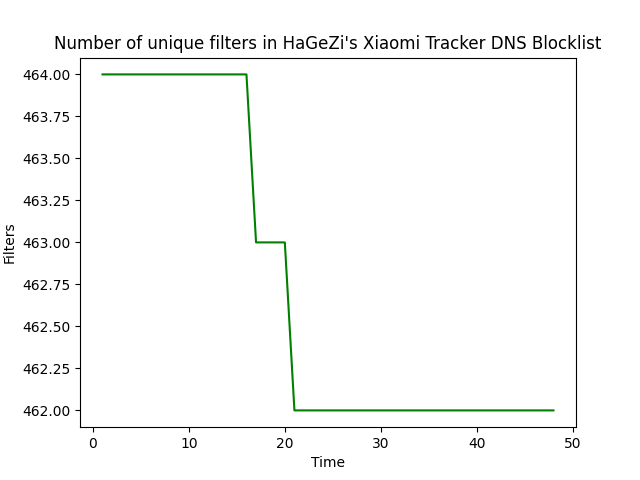 Number of unique filters in HaGeZi's Xiaomi Tracker DNS Blocklist
464.00
463.75
463.50
463.25
463.00
462.75
462.50
462.25
462.00
Filters
0 10 20 30 40 50
Time